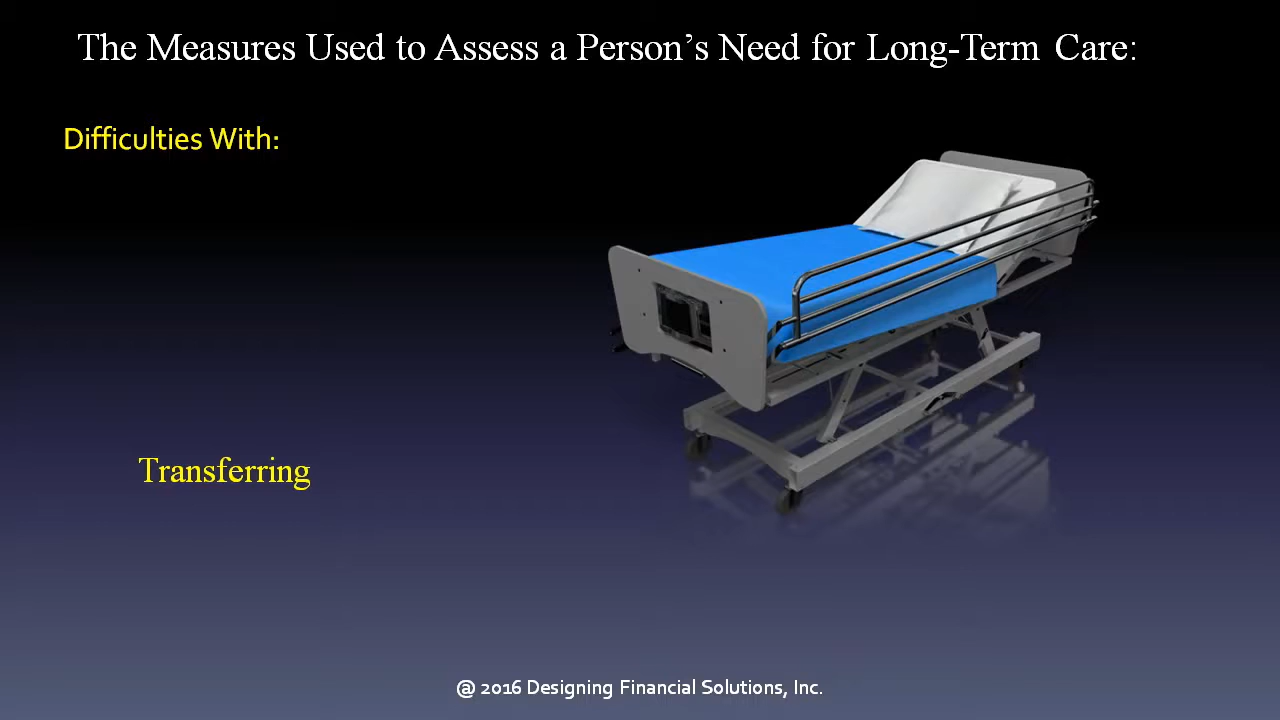 The Measures Used to Assess a Person’s Need for Long-Term Care:
Difficulties With:
Transferring
@ 2016 Designing Financial Solutions, Inc.